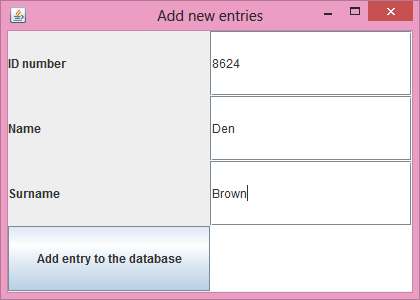 Add new entries
ID number 8624
Name Den
Surname Brown
Add entry to the database